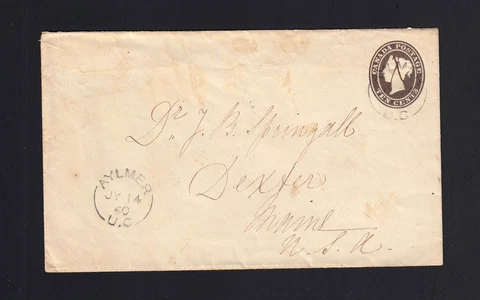 CANADA POSTAGE
TEN CENTS
U.C
Dr. J. B. Springall
Dexter
Maine
U.S.A.
AYLMER
JY 14
60
U.C